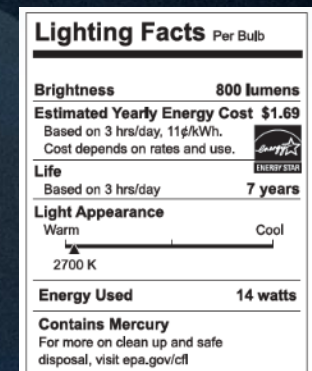 Lighting Facts Per Bulb
Brightness 800 lumens
Estimated Yearly Energy Cost $1.69
Based on 3 hrs/day, 11¢/kWh.
Cost depends on rates and use.
energy
ENERGY STAR
Life
Based on 3 hrs/day 7 years
Light Appearance
Warm Cool
2700 K
Energy Used 14 watts
Contains Mercury
For more on clean up and safe
disposal, visit epa.gov/cfl